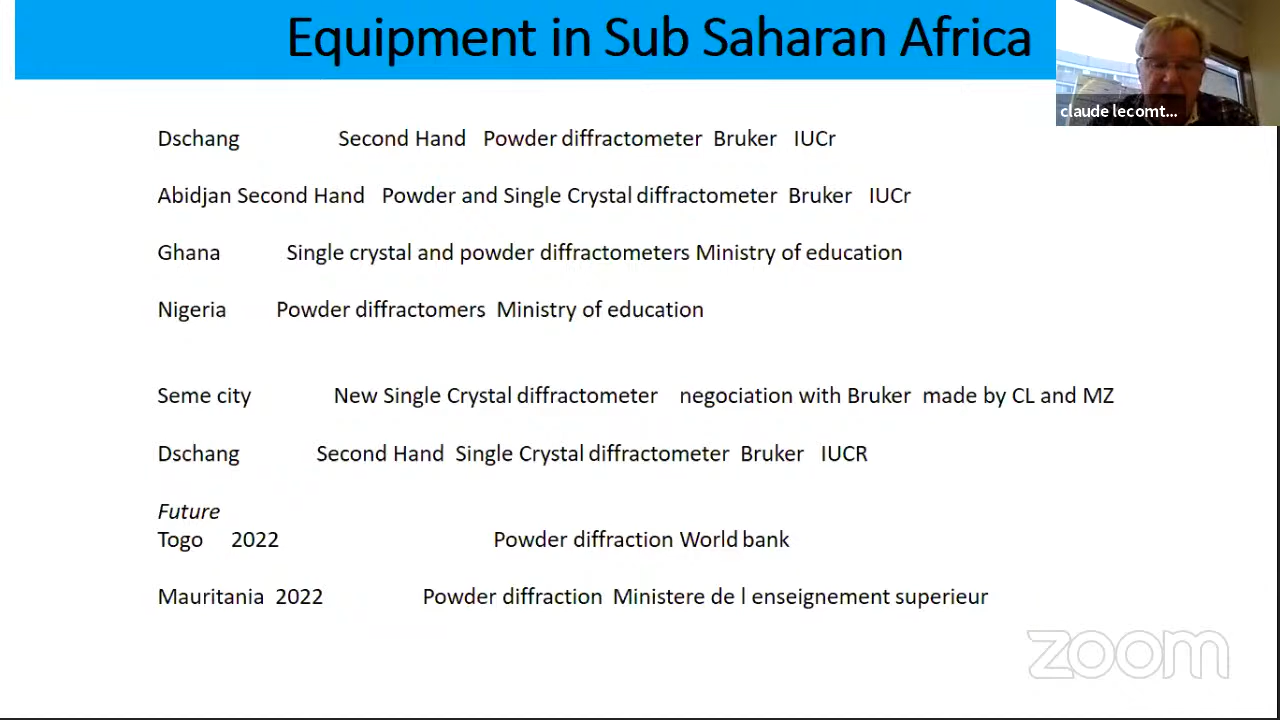 Equipment in Sub Saharan Africa
claude lecomt...
Dschang Second Hand Powder diffractometer Bruker IUCr
Abidjan Second Hand Powder and Single Crystal diffractometer Bruker IUCr
Ghana Single crystal and powder diffractometers Ministry of education
Nigeria Powder diffractomers Ministry of education
Seme city New Single Crystal diffractometer negociation with Bruker made by CL and MZ
Dschang Second Hand Single Crystal diffractometer Bruker IUCR
Future
Togo 2022 Powder diffraction World bank
Mauritania 2022 Powder diffraction Ministere de l enseignement superieur
zoom